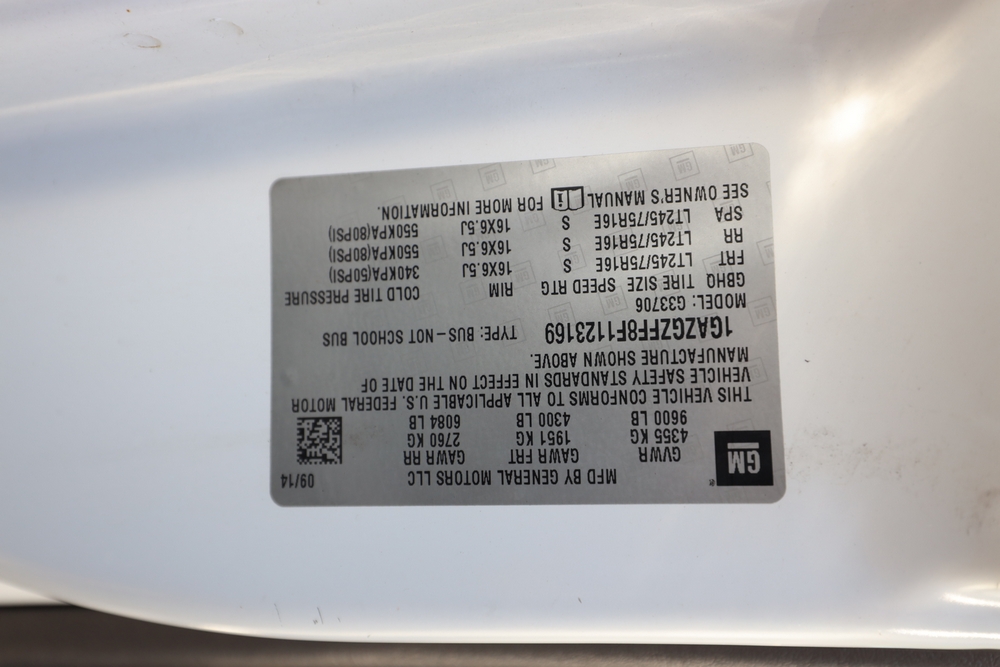 GM
MFD BY GENERAL MOTORS LLC 09/14
GVWR GAWR FRT GAWR RR
4355 KG 1951 KG 2760 KG
9600 LB 4300 LB 6084 LB
THIS VEHICLE CONFORMS TO ALL APPLICABLE U.S. FEDERAL MOTOR
VEHICLE SAFETY STANDARDS IN EFFECT ON THE DATE OF
MANUFACTURE SHOWN ABOVE.
1GAZGZFF8F1123169 TYPE: BUS-NOT SCHOOL BUS
MODEL: G33706
GBHQ TIRE SIZE SPEED RTG RIM COLD TIRE PRESSURE
FRT LT245/75R16E S 16X6.5J 340KPA(50PSI)
RR LT245/75R16E S 16X6.5J 550KPA(80PSI)
SPA LT245/75R16E S 16X6.5J 550KPA(80PSI)
SEE OWNER'S MANUAL i FOR MORE INFORMATION.